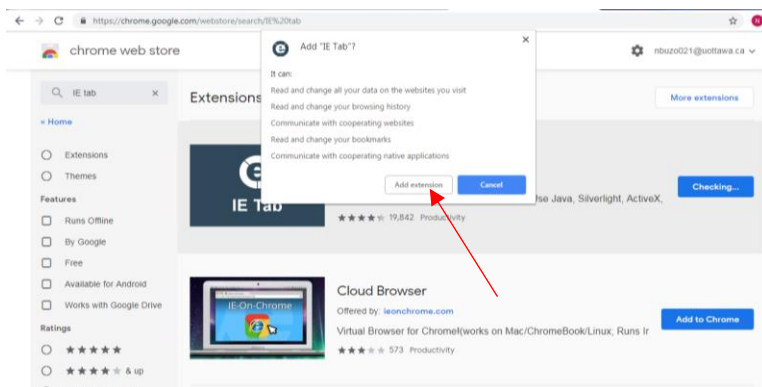 https://chrome.google.com/webstore/search/IE%20tab
chrome web store
nbuzo021@uottawa.ca
Add "IE Tab"?
It can:
Read and change all your data on the websites you visit
Read and change your browsing history
Communicate with cooperating websites
Read and change your bookmarks
Communicate with cooperating native applications
Add extension
Cancel
IE tab
« Home
Extensions
Themes
Features
Runs Offline
By Google
Free
Available for Android
Works with Google Drive
Ratings
& up
Extensions
More extensions
IE Tab
Use Java, Silverlight, ActiveX,
19,842 Productivity
Checking...
IE-On-Chrome
Cloud Browser
Offered by: ieonchrome.com
Virtual Browser for Chrome!(works on Mac/ChromeBook/Linux; Runs Ir
573 Productivity
Add to Chrome